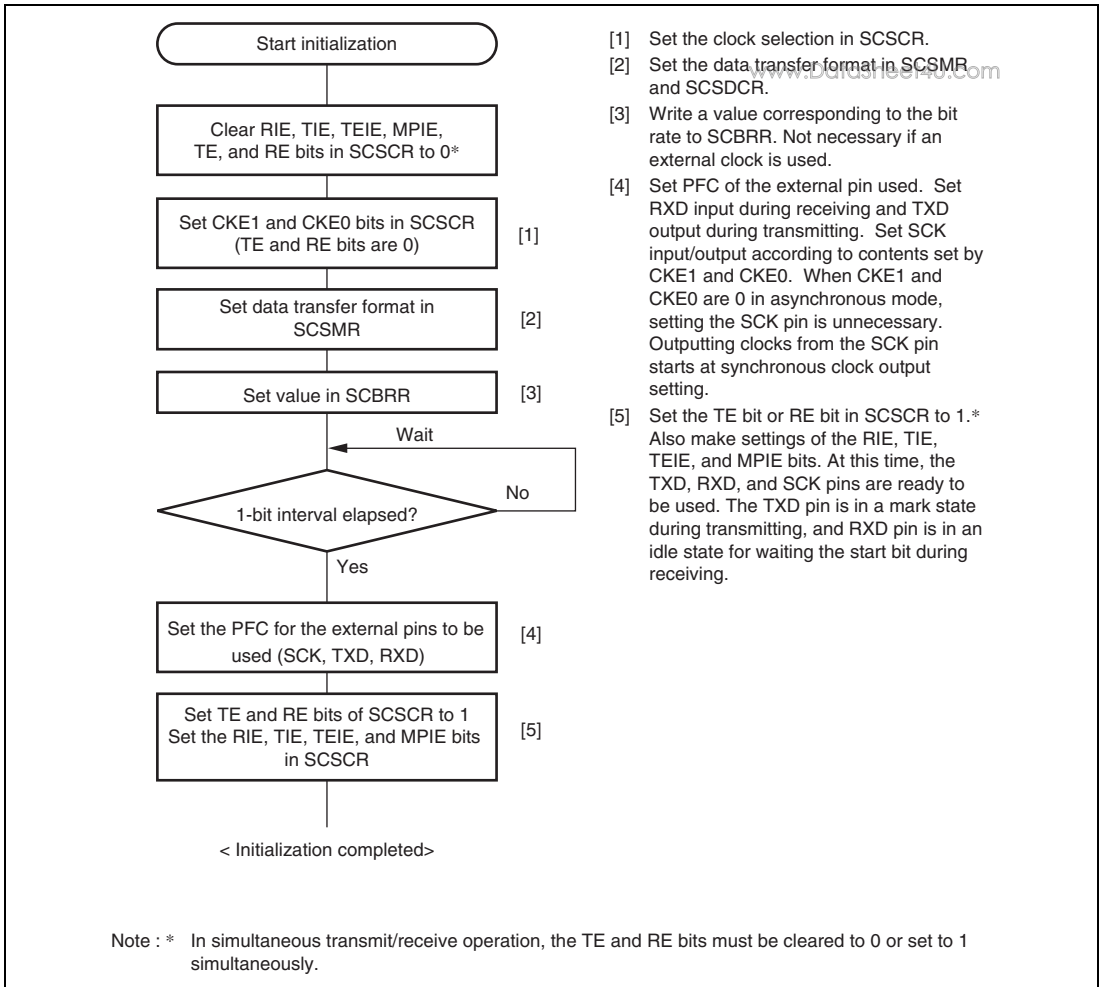 Start initialization
Clear RIE, TIE, TEIE, MPIE,
TE, and RE bits in SCSCR to 0*
Set CKE1 and CKE0 bits in SCSCR
(TE and RE bits are 0)
[1]
Set data transfer format in
SCSMR
[2]
Set value in SCBRR
[3]
Wait
1-bit interval elapsed?
No
Yes
Set the PFC for the external pins to be
used (SCK, TXD, RXD)
[4]
Set TE and RE bits of SCSCR to 1
Set the RIE, TIE, TEIE, and MPIE bits
in SCSCR
[5]
< Initialization completed>
[1] Set the clock selection in SCSCR.
[2] Set the data transfer format in SCSMR
www.DataSheet4U.com
and SCSDCR.
[3] Write a value corresponding to the bit
rate to SCBRR. Not necessary if an
external clock is used.
[4] Set PFC of the external pin used. Set
RXD input during receiving and TXD
output during transmitting. Set SCK
input/output according to contents set by
CKE1 and CKE0. When CKE1 and
CKE0 are 0 in asynchronous mode,
setting the SCK pin is unnecessary.
Outputting clocks from the SCK pin
starts at synchronous clock output
setting.
[5] Set the TE bit or RE bit in SCSCR to 1.*
Also make settings of the RIE, TIE,
TEIE, and MPIE bits. At this time, the
TXD, RXD, and SCK pins are ready to
be used. The TXD pin is in a mark state
during transmitting, and RXD pin is in an
idle state for waiting the start bit during
receiving.
Note : * In simultaneous transmit/receive operation, the TE and RE bits must be cleared to 0 or set to 1
simultaneously.